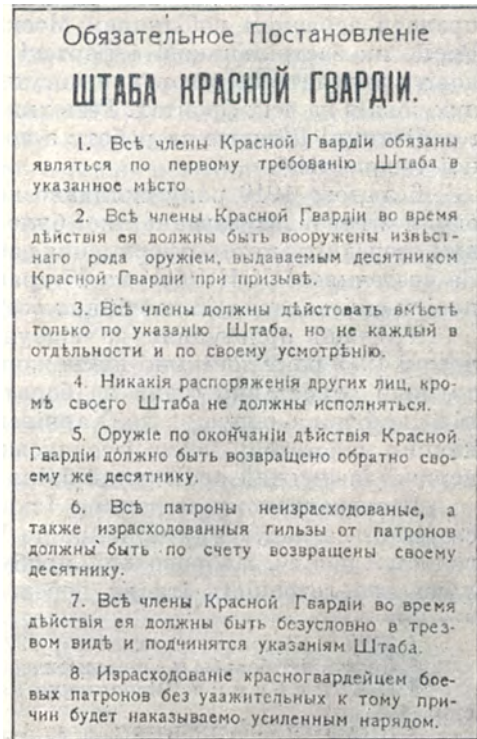 Обязательное Постановленіе
ШТАБА КРАСНОЙ ГВАРДІИ.
1. Всѣ члены Красной Гвардіи обязаны
являться по первому требованію Штаба в
указанное мѣсто
2. Всѣ члены Красной Гвардіи во время
дѣйствія ея должны быть вооружены извѣст-
наго рода оружіем, выдаваемым десятником
Красной Гвардіи при призывѣ.
3. Всѣ члены должны дѣйстовать вмѣстѣ
только по указанію Штаба, но не каждый в
отдѣльности и по своему усмотрѣнію.
4. Никакія распоряженія других лиц, кро-
мѣ своего Штаба не должны исполняться.
5. Оружіе по окончаніи дѣйствія Красной
Гвардіи должно быть возвращено обратно сво-
ему же десятнику.
6. Всѣ патроны неизрасходованые, а
также израсходованныя гильзы от патронов
должны быть по счету возвращены своему
десятнику.
7. Всѣ члены Красной Гвардіи во время
дѣйствія ея должны быть безусловно в трез-
вом видѣ и подчинятся указаніям Штаба.
8. Израсходованіе красногвардейцем бое-
вых патронов без уаажительных к тому при-
чин будет наказываемо усиленным нарядом.